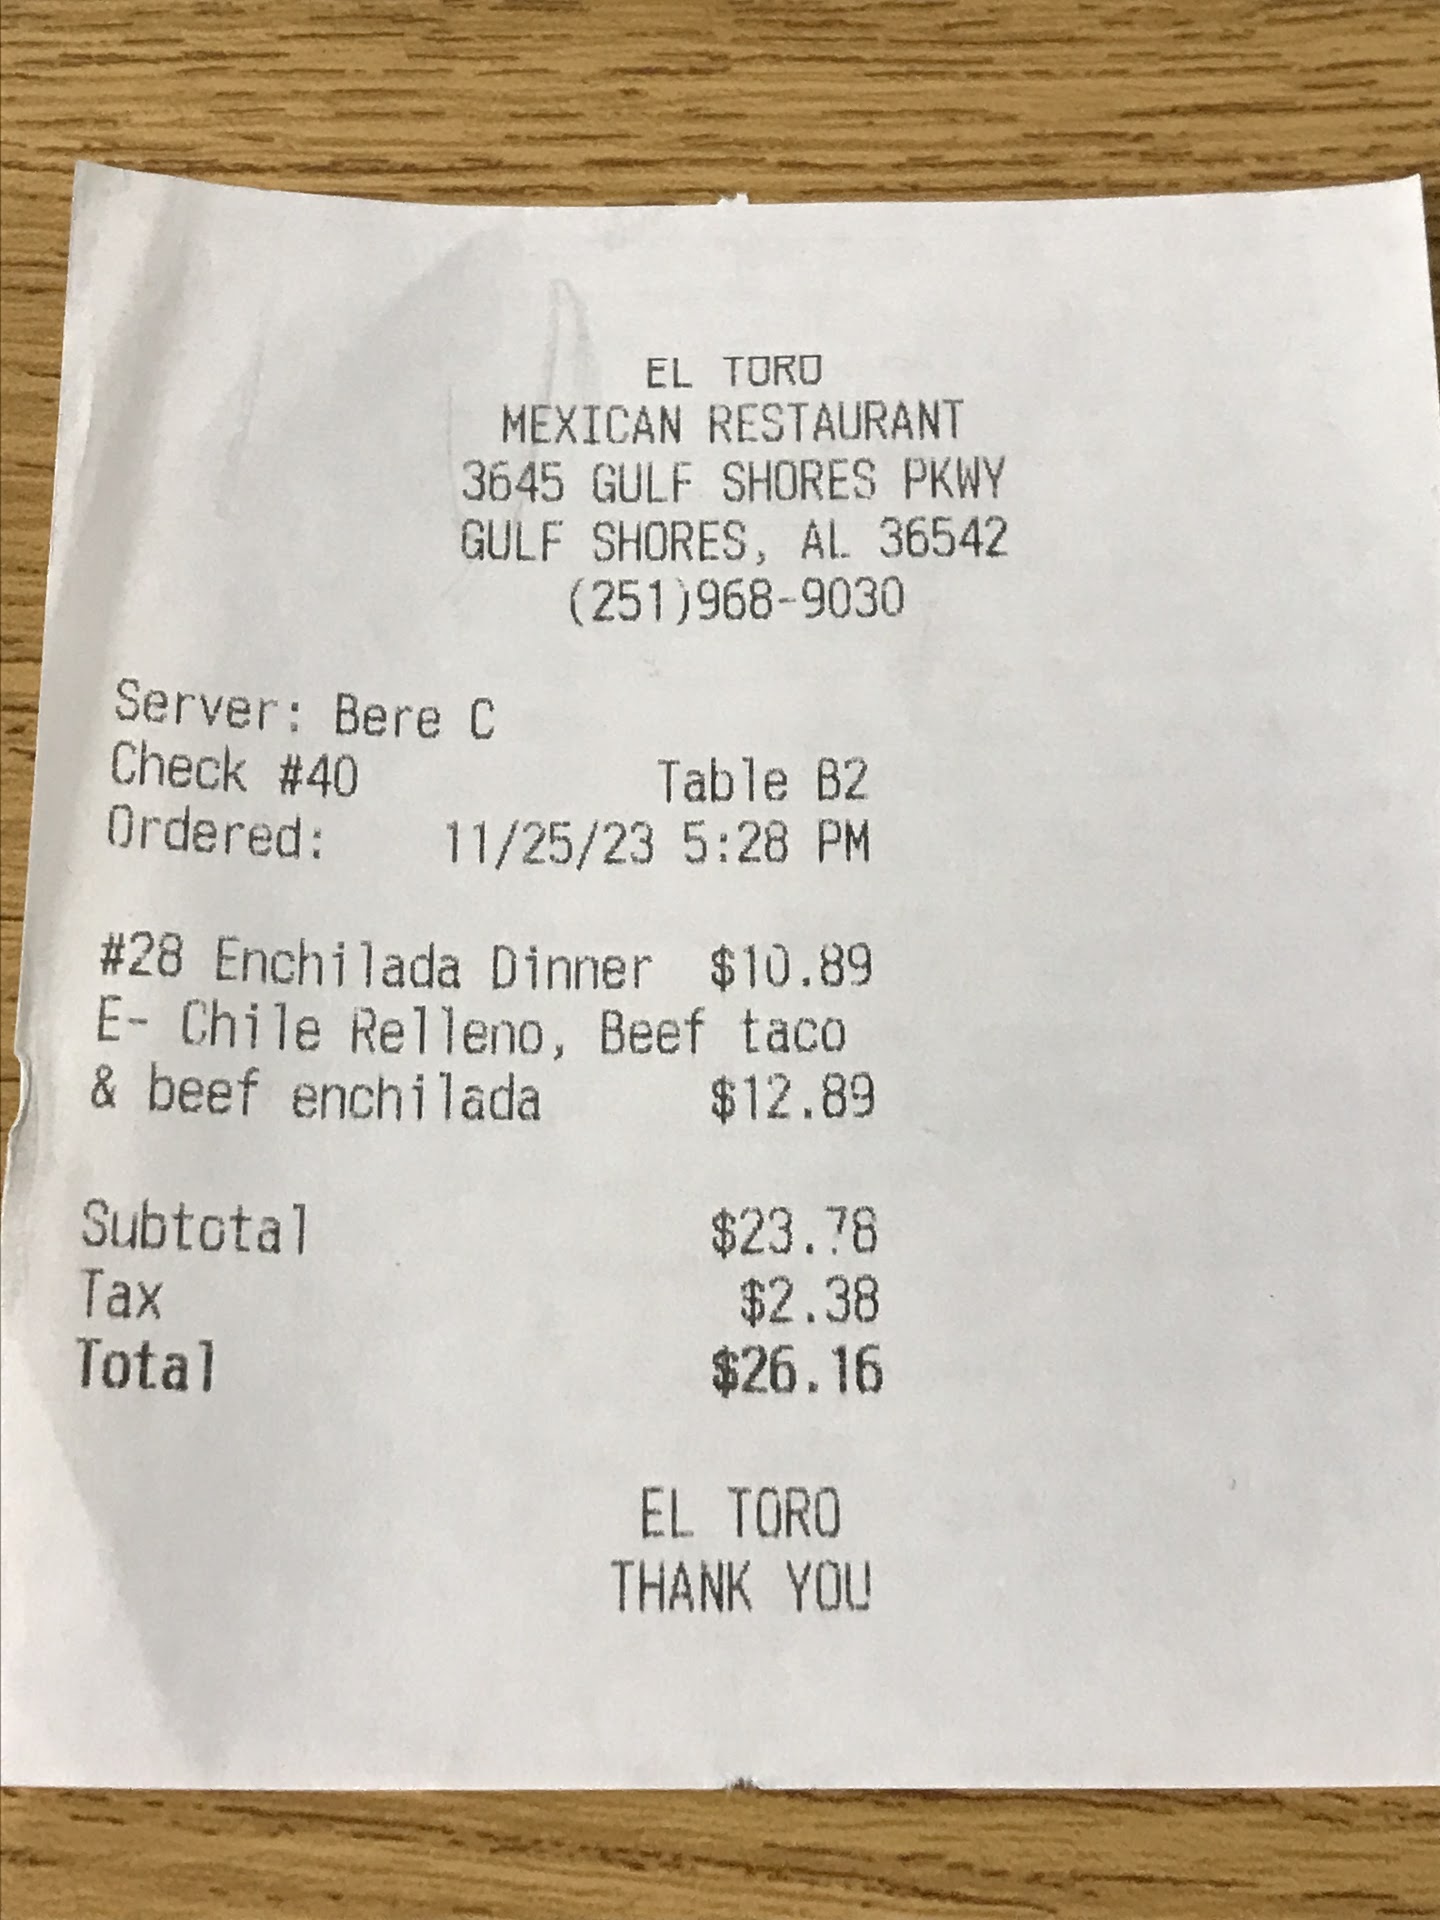 EL TORO
MEXICAN RESTAURANT
3645 GULF SHORES PKWY
GULF SHORES, AL 36542
(251)968-9030
Server: Bere C
Check #40 Table B2
Ordered: 11/25/23 5:28 PM
#28 Enchilada Dinner $10.89
E- Chile Relleno, Beef taco
& beef enchilada $12.89
Subtotal $23.78
Tax $2.38
Total $26.16
EL TORO
THANK YOU